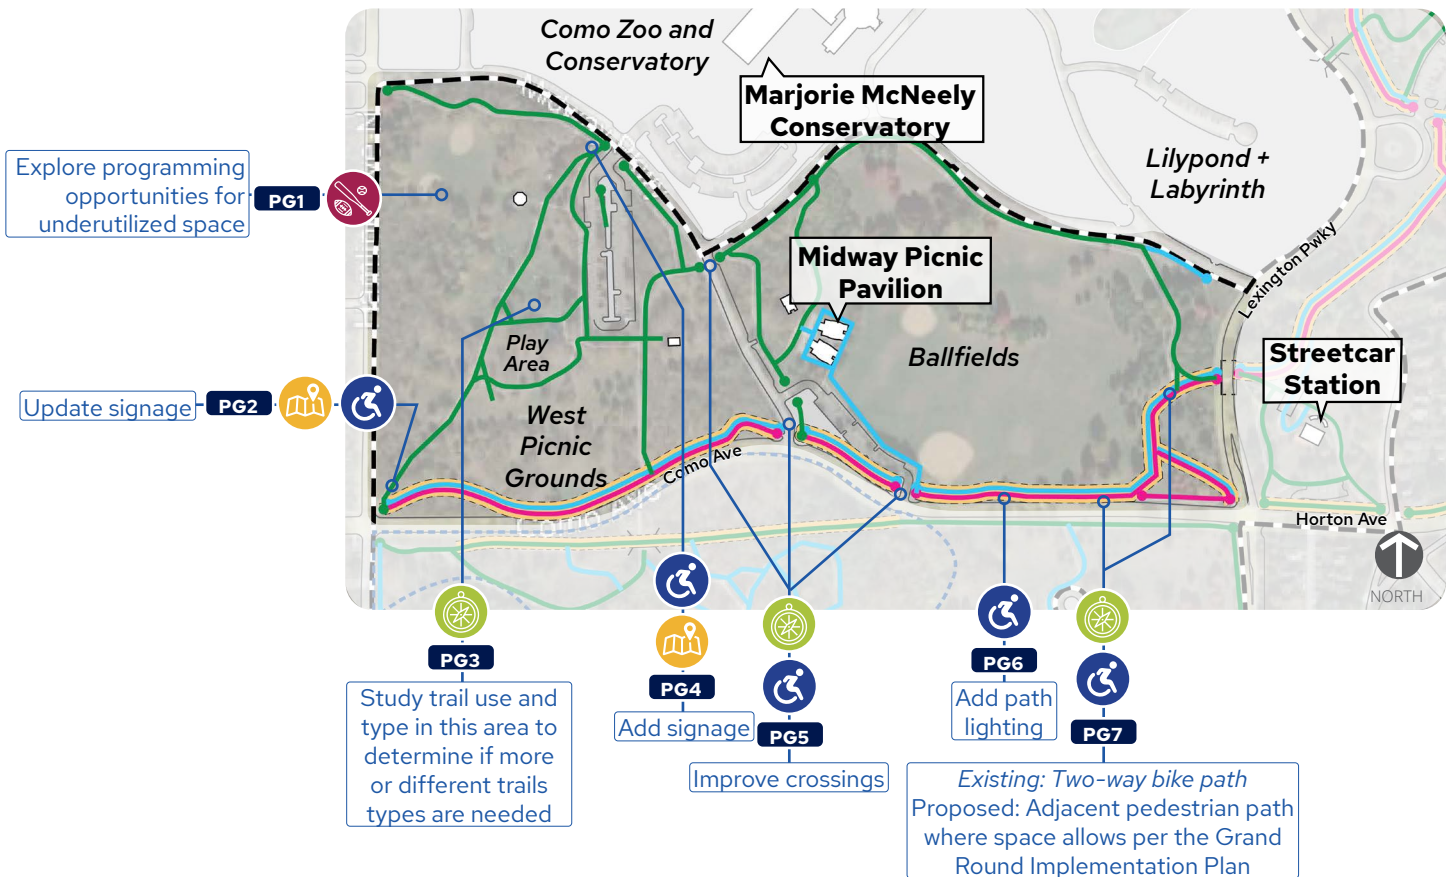 Como Zoo and
Conservatory
Marjorie McNeely
Conservatory
Lilypond +
Labyrinth
Explore programming
opportunities for
underutilized space
PG1
Midway Picnic
Pavilion
Lexington Pwky
Play
Area
Ballfields
Streetcar
Station
Update signage
PG2
West
Picnic
Grounds
Como Ave
Como Ave
Horton Ave
NORTH
PG3
Study trail use and
type in this area to
determine if more
or different trails
types are needed
PG4
Add signage
PG5
Improve crossings
PG6
Add path
lighting
PG7
Existing: Two-way bike path
Proposed: Adjacent pedestrian path
where space allows per the Grand
Round Implementation Plan